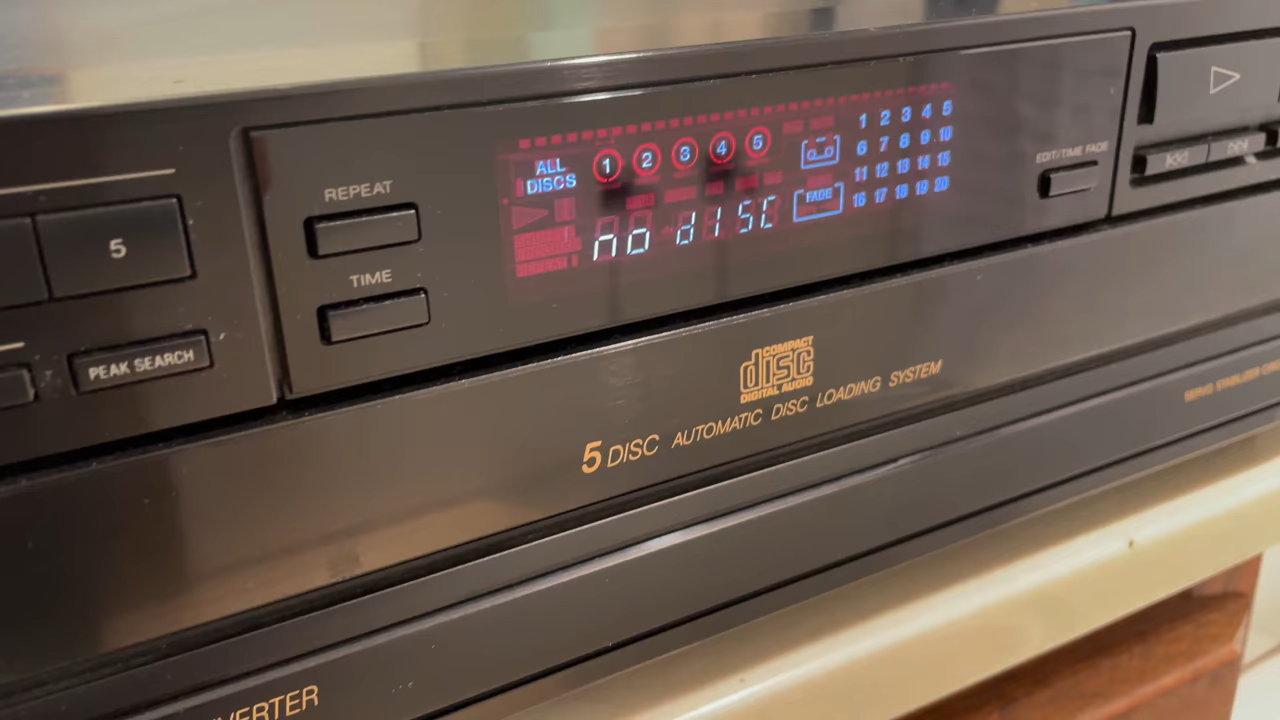 REPEAT
TIME
5
PEAK SEARCH
ALL DISCS
1 2 3 4 5
no dISC
FADE
1 2 3 4 5
6 7 8 9 10
11 12 13 14 15
16 17 18 19 20
EDIT/TIME FADE
COMPACT
disc
DIGITAL AUDIO
5 DISC AUTOMATIC DISC LOADING SYSTEM
SERVO STABILIZER
VERTER